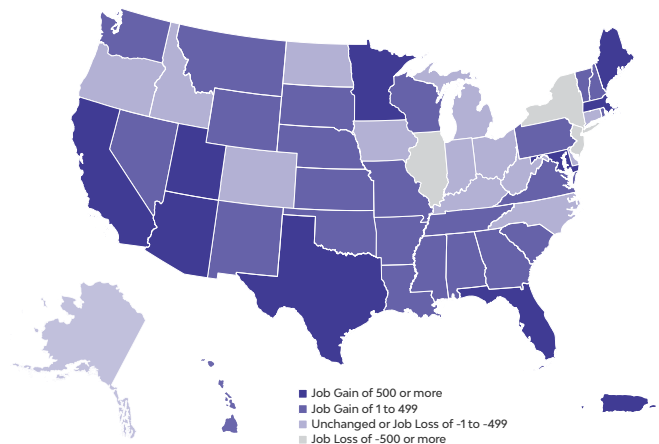 Job Gain of 500 or more
Job Gain of 1 to 499
Unchanged or Job Loss of -1 to -499
Job Loss of -500 or more